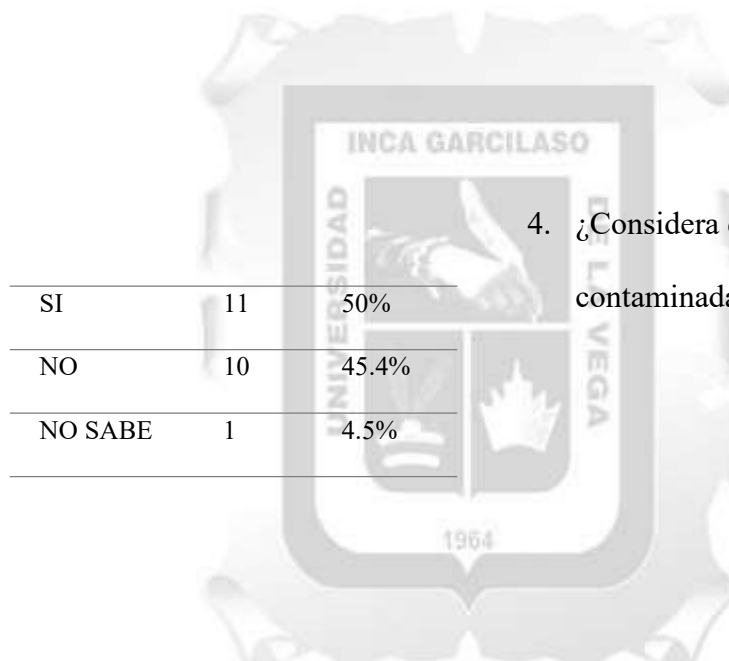 INCA GARCILASO
UNIVERSIDAD
DE LA VEGA
1964
4. ¿Considera
SI 11 50%
NO 10 45.4%
NO SABE 1 4.5%